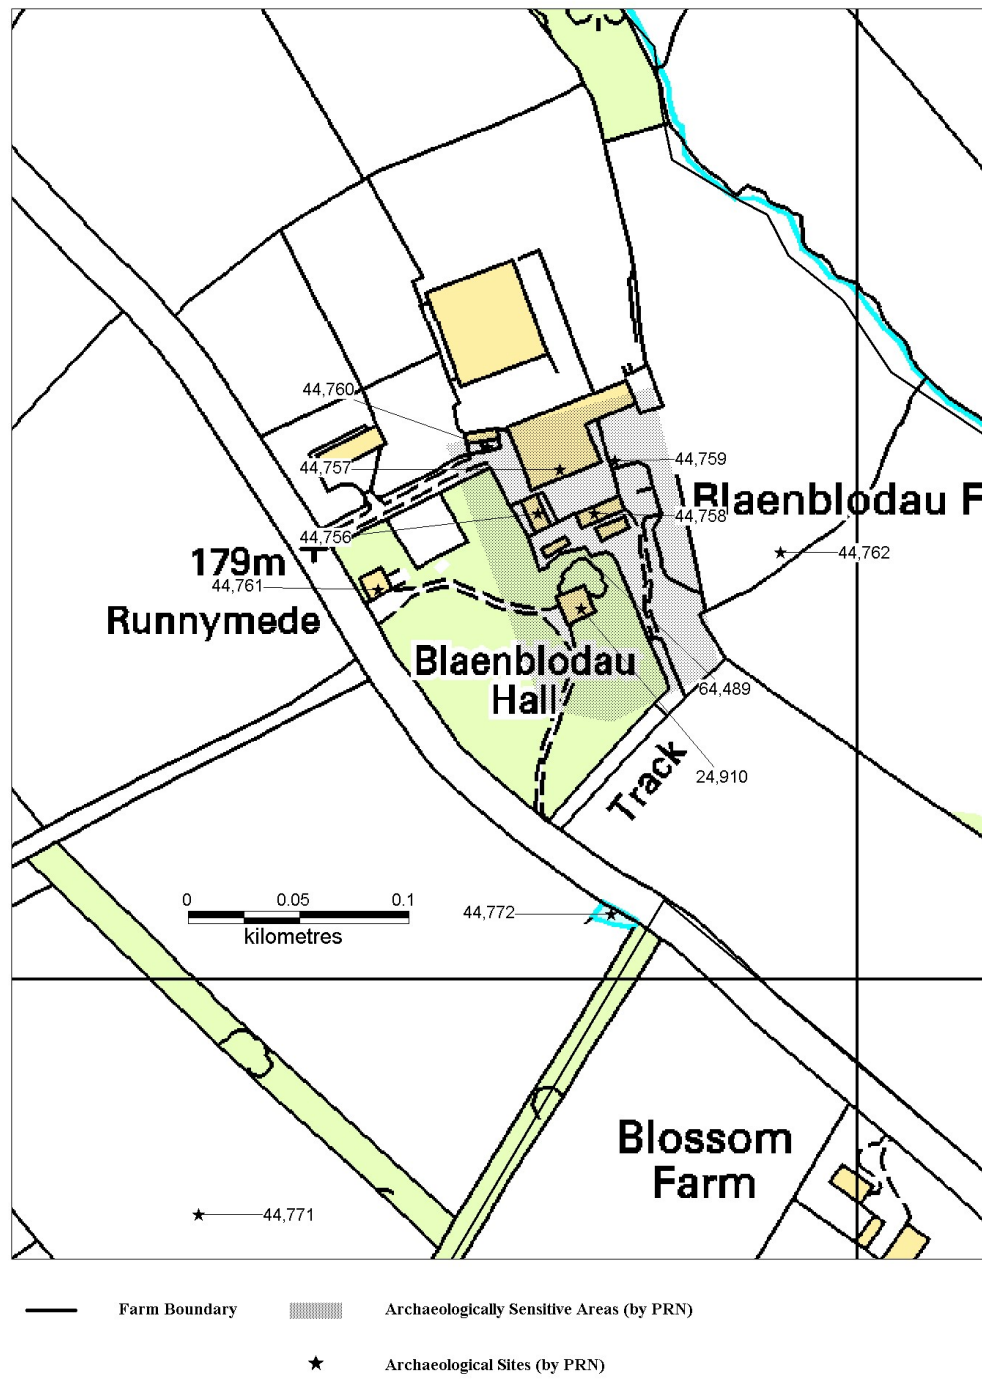 44,760
44,757
44,759
Blaenblodau F
44,758
44,756
179m
44,762
44,761
Runnymede
Blaenblodau
Hall
64,489
24,910
Track
0 0.05 0.1
kilometres
44,772
Blossom
Farm
44,771
Farm Boundary
Archaeologically Sensitive Areas (by PRN)
Archaeological Sites (by PRN)